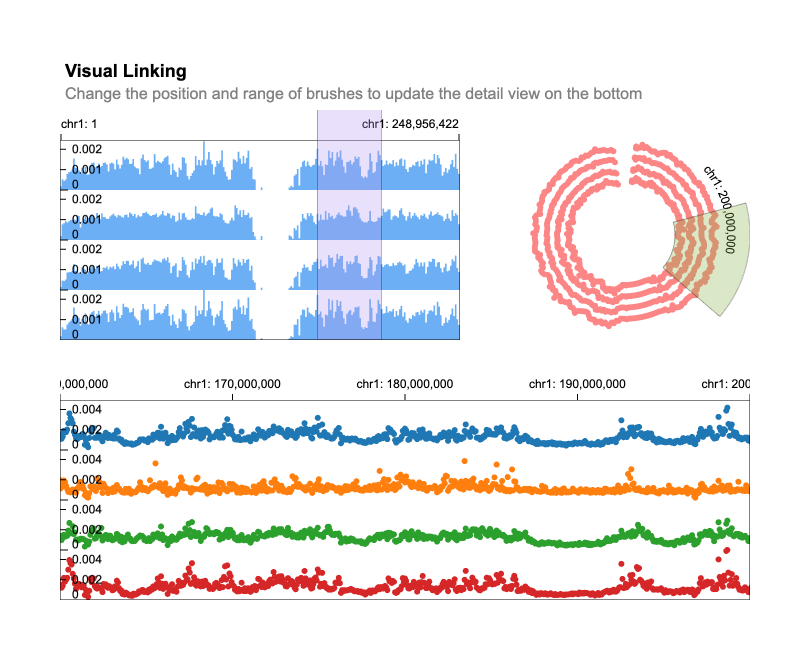 Visual Linking
Change the position and range of brushes to update the detail view on the bottom
chr1: 1
chr1: 248,956,422
0.002
0.001
0
0.002
0.001
0
0.002
0.001
0
0.002
0.001
0
chr1: 200,000,000
0,000,000
chr1: 170,000,000
chr1: 180,000,000
chr1: 190,000,000
chr1: 200
0.004
0.002
0
0.004
0.002
0
0.004
0.002
0
0.004
0.002
0